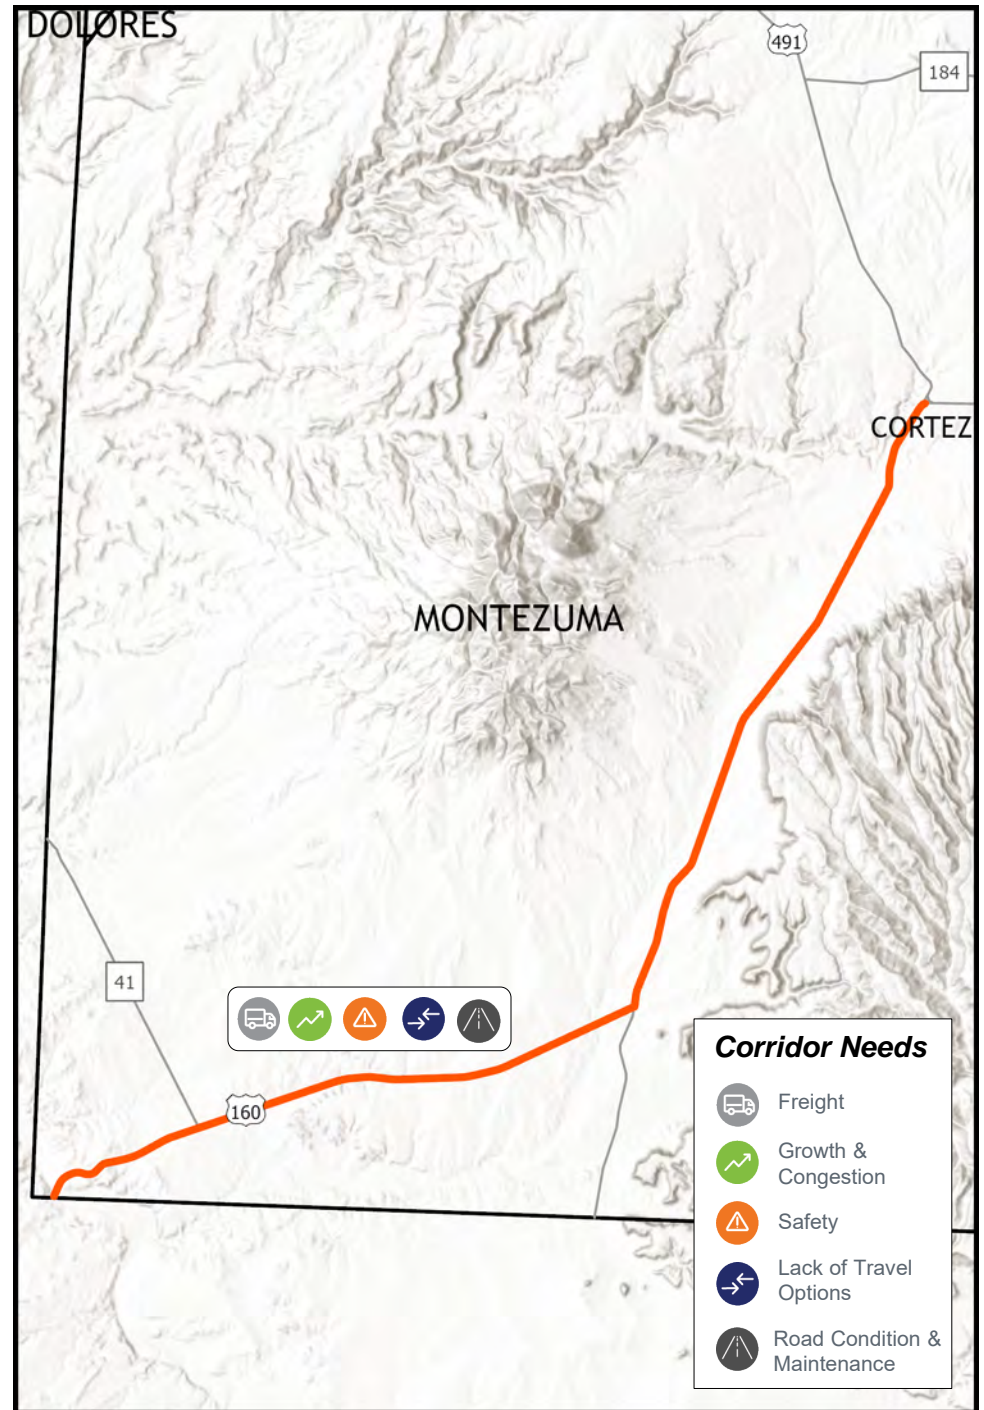 DOLORES
491
184
CORTEZ
MONTEZUMA
41
160
Corridor Needs
Freight
Growth &
Congestion
Safety
Lack of Travel
Options
Road Condition &
Maintenance